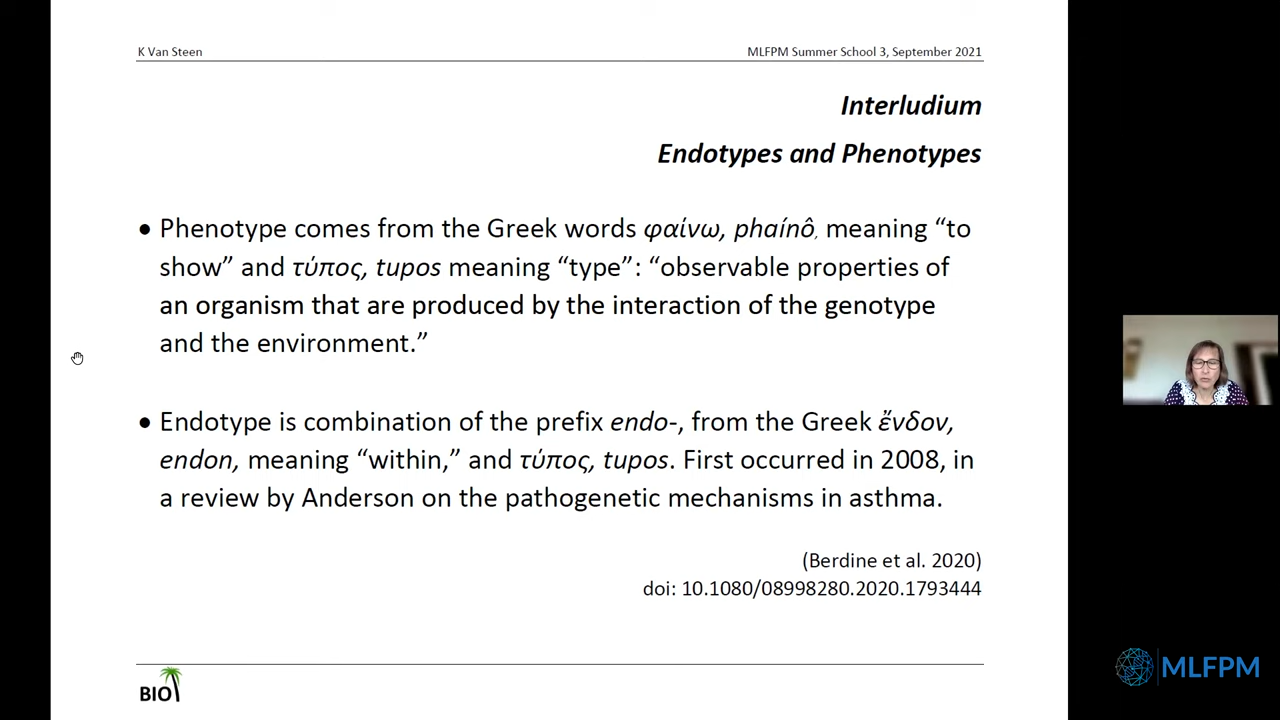 K Van Steen
MLFPM Summer School 3, September 2021
Interludium
Endotypes and Phenotypes
• Phenotype comes from the Greek words φαίνω, phaínô, meaning “to
show” and τύπος, tupos meaning “type”: “observable properties of
an organism that are produced by the interaction of the genotype
and the environment.”
• Endotype is combination of the prefix endo-, from the Greek ἔνδον,
endon, meaning “within,” and τύπος, tupos. First occurred in 2008, in
a review by Anderson on the pathogenetic mechanisms in asthma.
(Berdine et al. 2020)
doi: 10.1080/08998280.2020.1793444
BIO
MLFPM